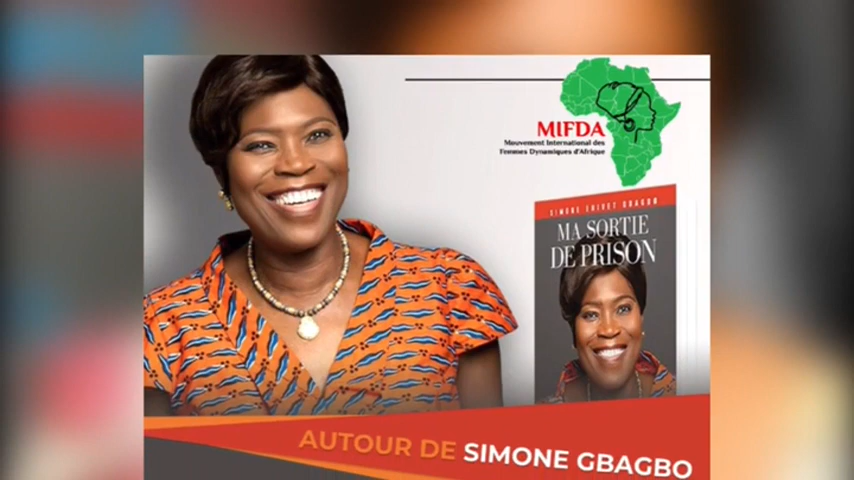 MIFDA
Mouvement International des
Femmes Dynamiques d'Afrique
SIMONE EHIVET GBAGBO
MA SORTIE
DE PRISON
AUTOUR DE SIMONE GBAGBO